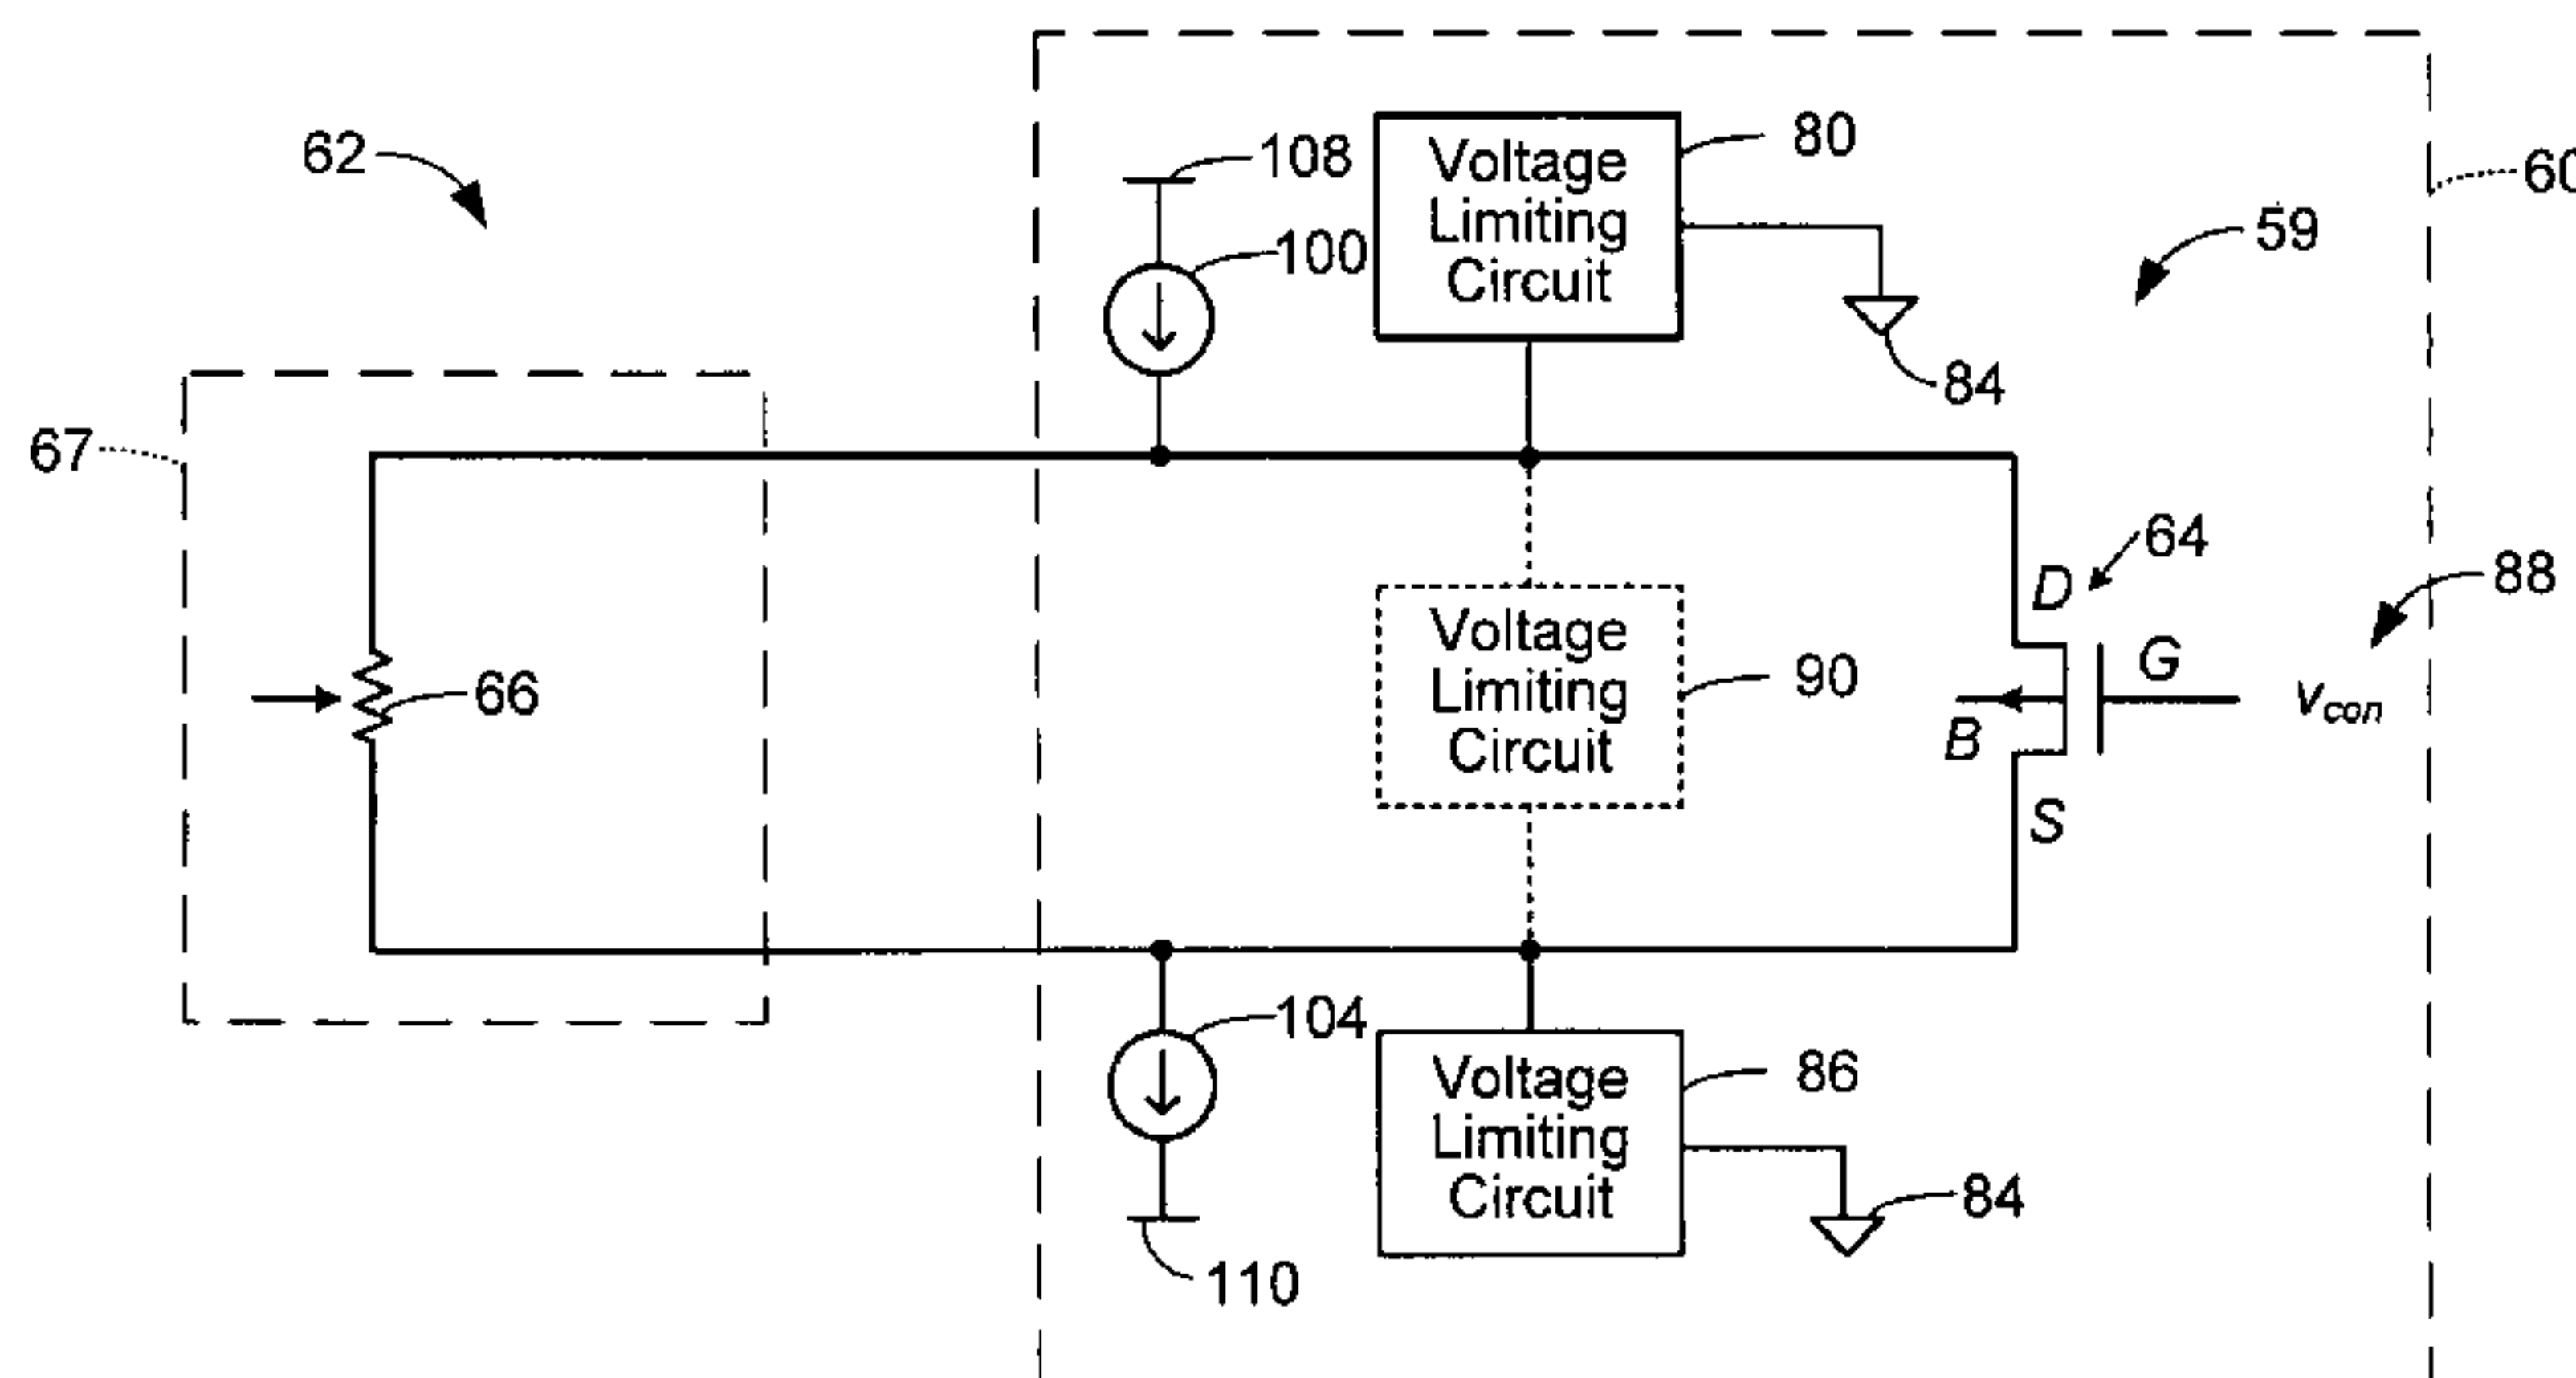 62
108
100
Voltage
Limiting
Circuit
80
60
59
84
67
66
Voltage
Limiting
Circuit
90
D
64
G
B
S
88
vcon
104
110
Voltage
Limiting
Circuit
86
84